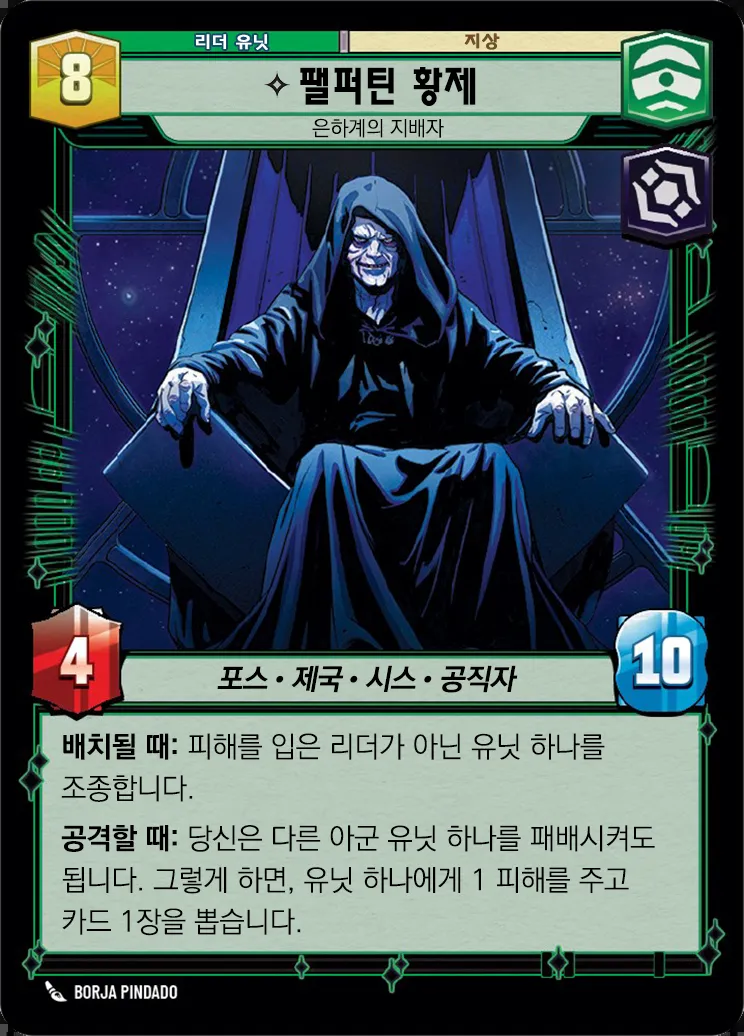 리더 유닛
지상
8
팰퍼틴 황제
은하계의 지배자
4
포스 • 제국 • 시스 • 공직자
10
배치될 때: 피해를 입은 리더가 아닌 유닛 하나를
조종합니다.
공격할 때: 당신은 다른 아군 유닛 하나를 패배시켜도
됩니다. 그렇게 하면, 유닛 하나에게 1 피해를 주고
카드 1장을 뽑습니다.
BORJA PINDADO